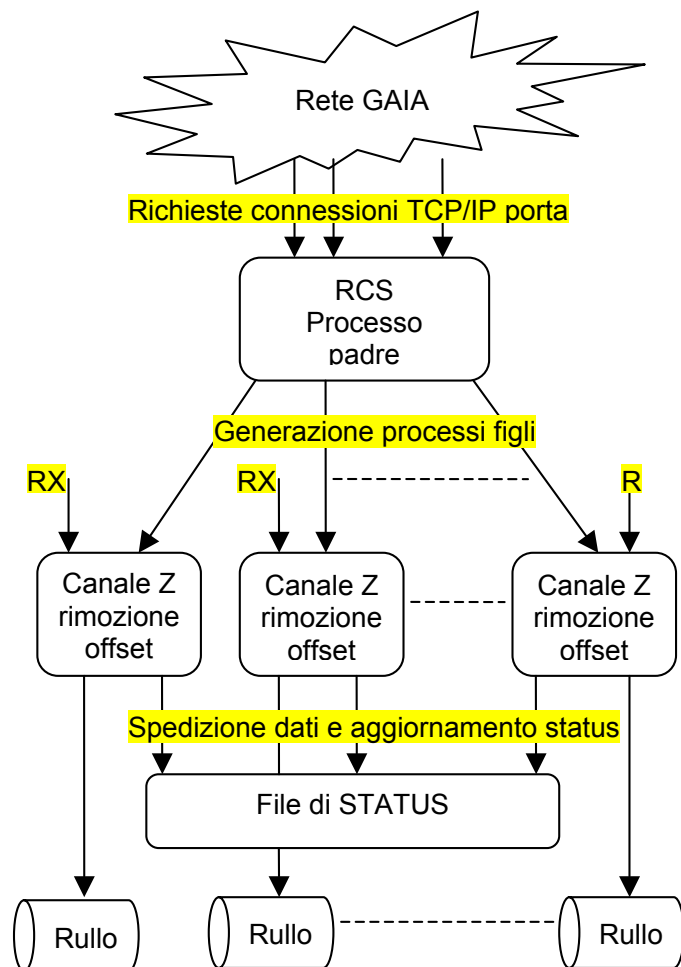 Rete GAIA
Richieste connessioni TCP/IP porta
RCS
Processo
padre
Generazione processi figli
RX
RX
R
Canale Z
rimozione
offset
Canale Z
rimozione
offset
Canale Z
rimozione
offset
Spedizione dati e aggiornamento status
File di STATUS
Rullo
Rullo
Rullo